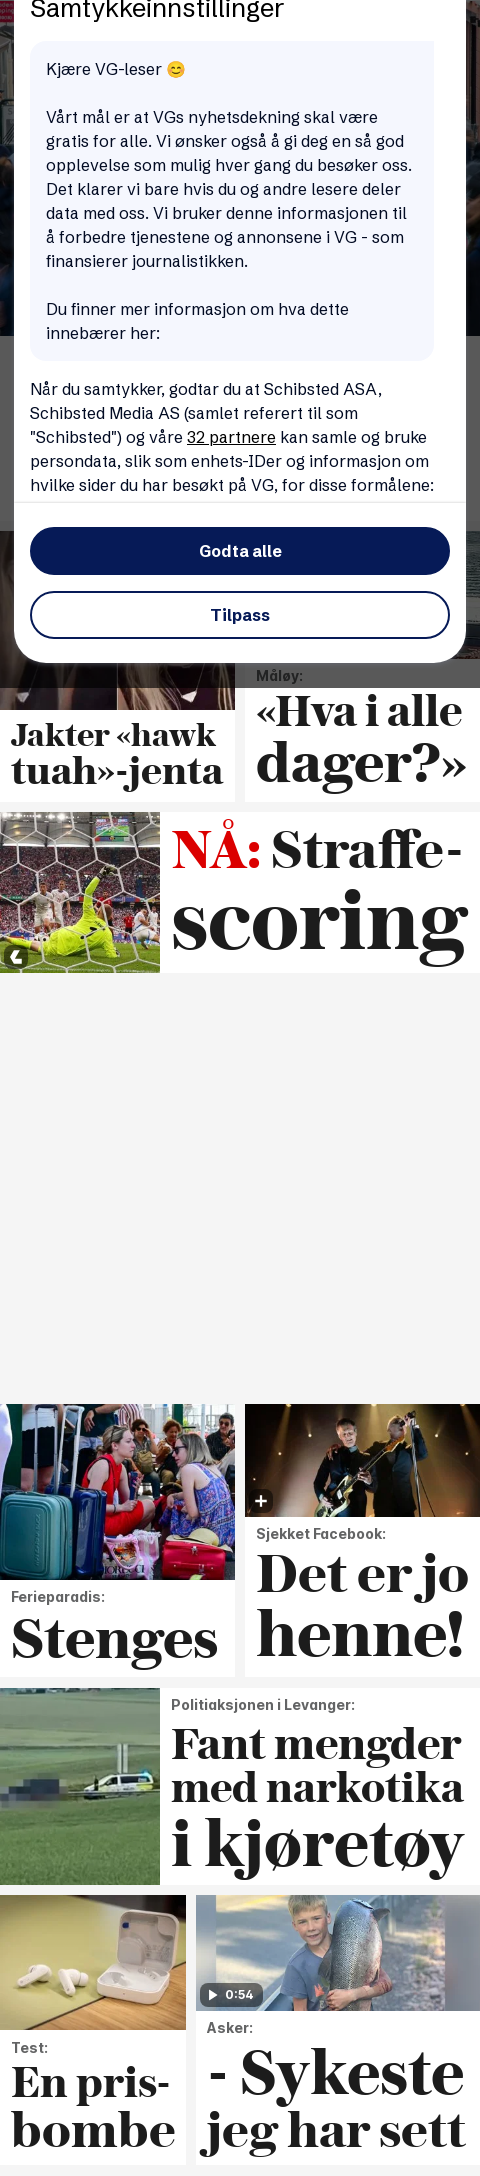 Samtykkeinnstillinger
Kjære VG-leser 😊
Vårt mål er at VGs nyhetsdekning skal være
gratis for alle. Vi ønsker også å gi deg en så god
opplevelse som mulig hver gang du besøker oss.
Det klarer vi bare hvis du og andre lesere deler
data med oss. Vi bruker denne informasjonen til
å forbedre tjenestene og annonsene i VG - som
finansierer journalistikken.
Du finner mer informasjon om hva dette
innebærer her:
Når du samtykker, godtar du at Schibsted ASA,
Schibsted Media AS (samlet referert til som
"Schibsted") og våre 32 partnere kan samle og bruke
persondata, slik som enhets-IDer og informasjon om
hvilke sider du har besøkt på VG, for disse formålene:
Godta alle
Tilpass
Jakter «hawk
tuah»-jenta
Måløy:
«Hva i alle
dager?»
NÅ: Straffe-
scoring
Ferieparadis:
Stenges
Sjekket Facebook:
Det er jo
henne!
Politiaksjonen i Levanger:
Fant mengder
med narkotika
i kjøretøy
Test:
En pris-
bombe
0:54
Asker:
- Sykeste
jeg har sett